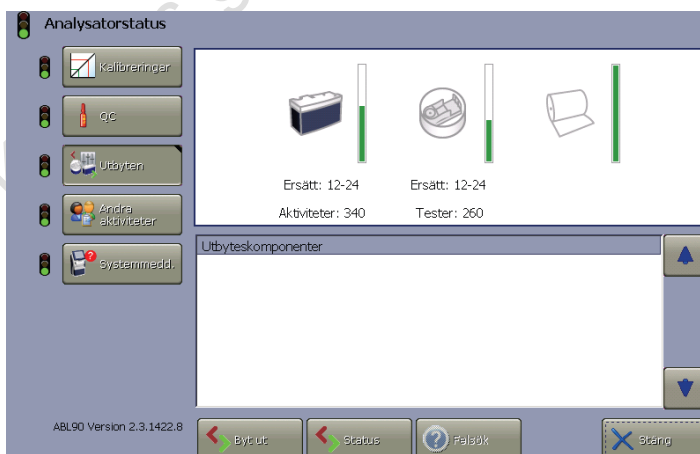 Analysatorstatus
Kalibreringar
QC
Utbyten
Andra
aktiviteter
Systemmedd.
Ersätt: 12-24
Ersätt: 12-24
Aktiviteter: 340
Tester: 260
Utbyteskomponenter
ABL90 Version 2.3.1422.8
Byt ut
Status
Felsök
Stäng